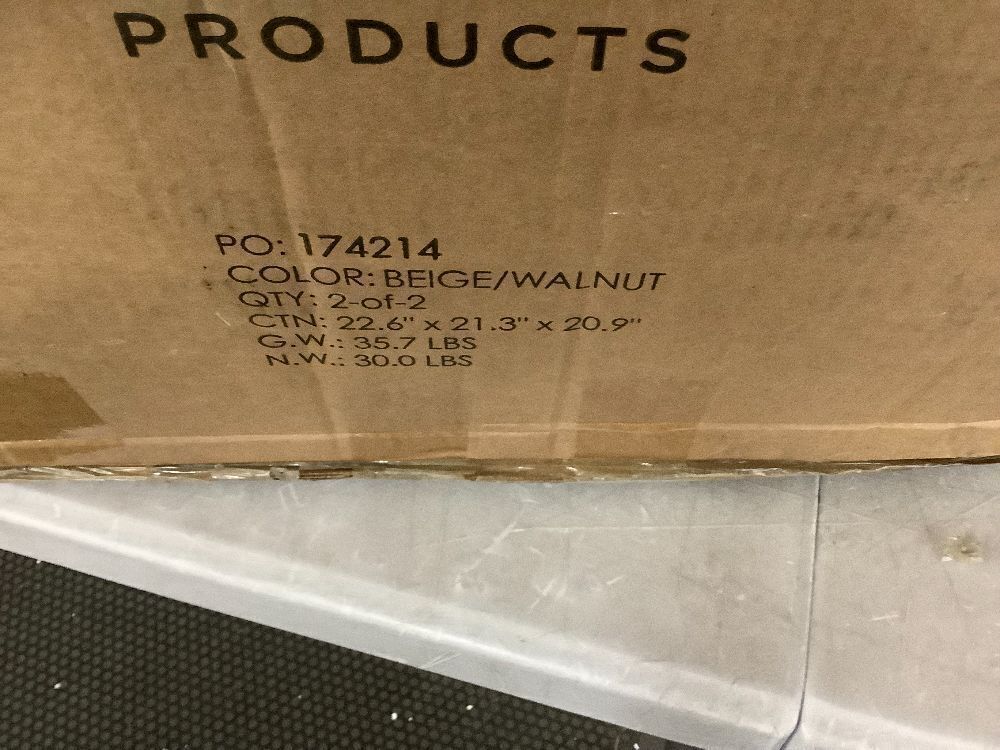 PRODUCTS
PO: 174214
COLOR: BEIGE/WALNUT
QTY: 2-of-2
CTN: 22.6" x 21.3" x 20.9"
G.W.: 35.7 LBS
N.W.: 30.0 LBS